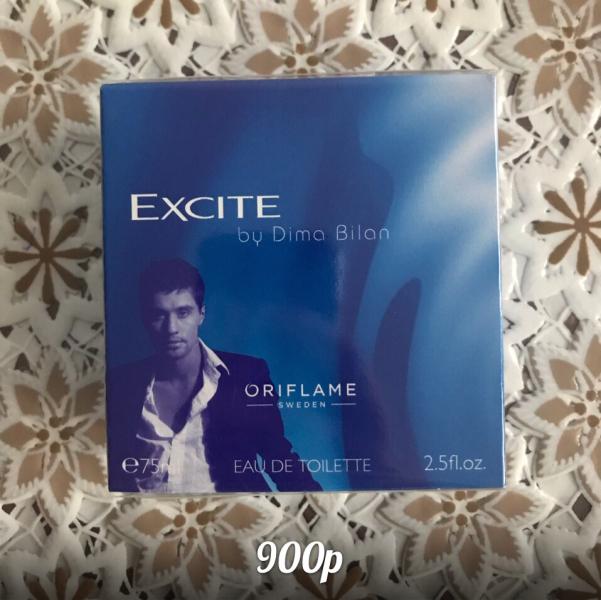 EXCITE
by Dima Bilan
ORIFLAME
SWEDEN
℮75ml EAU DE TOILETTE 2.5fl.oz.
900р